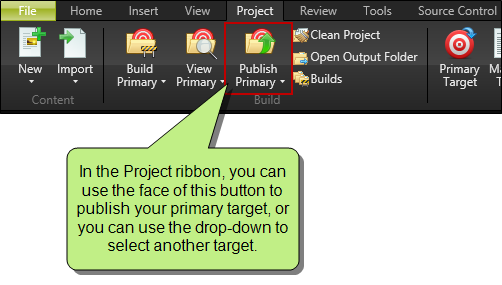 File Home Insert View Project Review Tools Source Control
New Import
Build Primary
View Primary
Publish Primary
Clean Project
Open Output Folder
Builds
Primary Target
Content Build
In the Project ribbon, you can
use the face of this button to
publish your primary target, or
you can use the drop-down to
select another target.